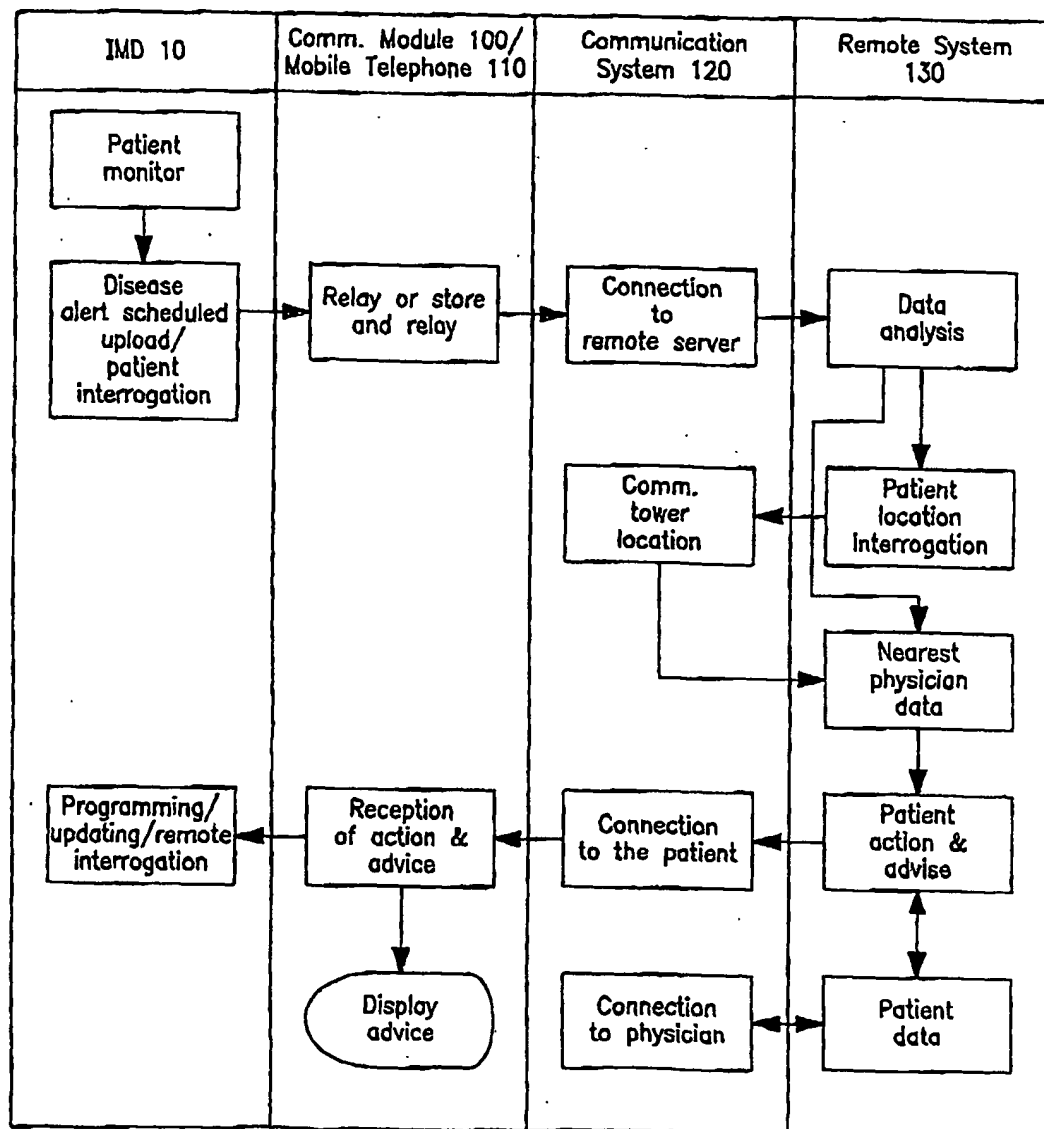 IMD 10
Comm. Module 100/
Mobile Telephone 110
Communication
System 120
Remote System
130
Patient
monitor
Disease
alert scheduled
upload/
patient
interrogation
Relay or store
and relay
Connection
to
remote server
Data
analysis
Comm.
tower
location
Patient
location
interrogation
Nearest
physician
data
Programming/
updating/remote
interrogation
Reception
of action &
advice
Connection
to the patient
Patient
action &
advise
Display
advice
Connection
to physician
Patient
data